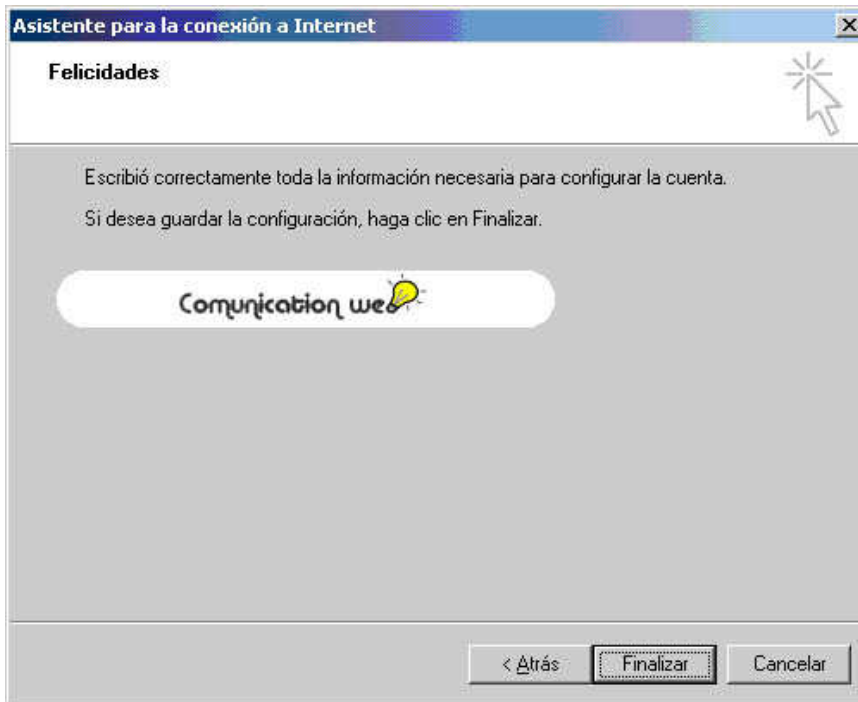 Asistente para la conexión a Internet
Felicidades
Escribió correctamente toda la información necesaria para configurar la cuenta.
Si desea guardar la configuración, haga clic en Finalizar.
Comunication web
< Atrás
Finalizar
Cancelar